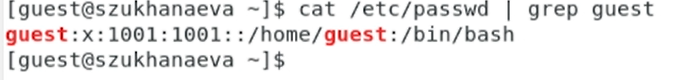 [guest@szukhanaeva ~]$ cat /etc/passwd | grep guest
guest:x:1001:1001::/home/guest:/bin/bash
[guest@szukhanaeva ~]$